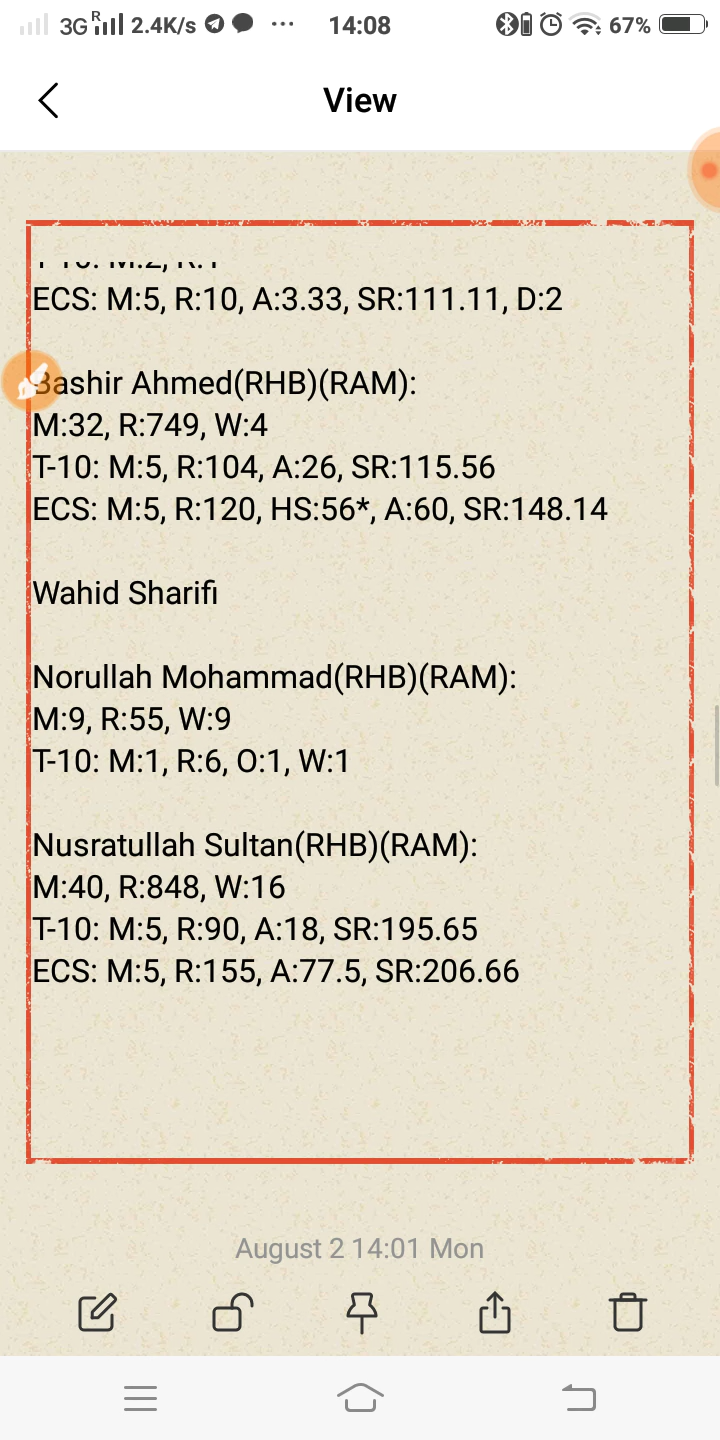 3G R 2.4K/s ... 14:08 67%
View
ECS: M:5, R:10, A:3.33, SR:111.11, D:2
Bashir Ahmed(RHB)(RAM):
M:32, R:749, W:4
T-10: M:5, R:104, A:26, SR:115.56
ECS: M:5, R:120, HS:56*, A:60, SR:148.14
Wahid Sharifi
Norullah Mohammad(RHB)(RAM):
M:9, R:55, W:9
T-10: M:1, R:6, O:1, W:1
Nusratullah Sultan(RHB)(RAM):
M:40, R:848, W:16
T-10: M:5, R:90, A:18, SR:195.65
ECS: M:5, R:155, A:77.5, SR:206.66
August 2 14:01 Mon